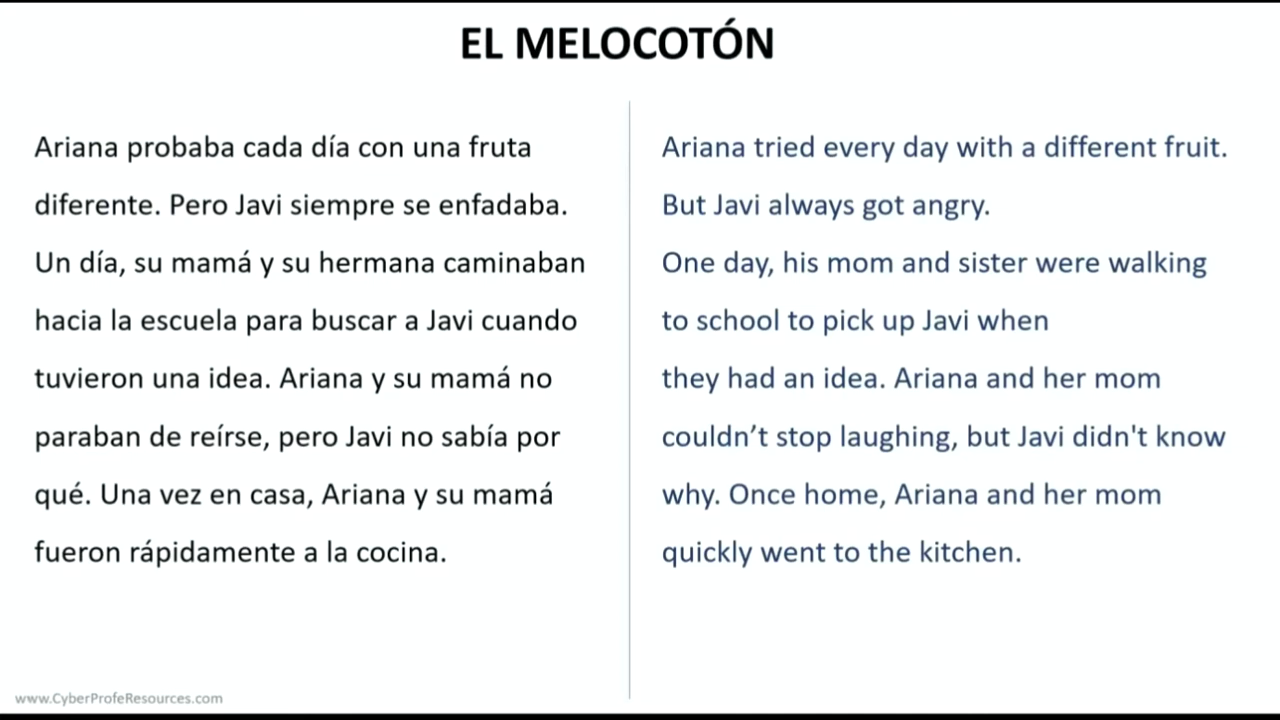 EL MELOCOTÓN
Ariana probaba cada día con una fruta
diferente. Pero Javi siempre se enfadaba.
Un día, su mamá y su hermana caminaban
hacia la escuela para buscar a Javi cuando
tuvieron una idea. Ariana y su mamá no
paraban de reírse, pero Javi no sabía por
qué. Una vez en casa, Ariana y su mamá
fueron rápidamente a la cocina.
Ariana tried every day with a different fruit.
But Javi always got angry.
One day, his mom and sister were walking
to school to pick up Javi when
they had an idea. Ariana and her mom
couldn’t stop laughing, but Javi didn't know
why. Once home, Ariana and her mom
quickly went to the kitchen.
www.CyberProfeResources.com